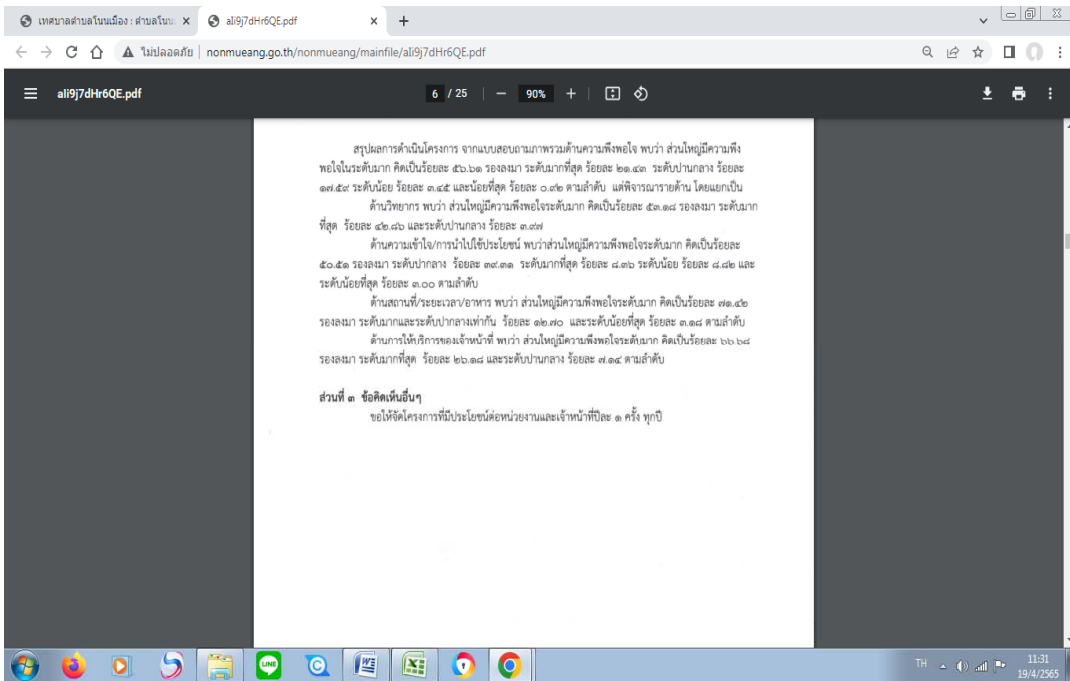 เทศบาลตำบลโนนเมือง : ตำบลโนน
ali9j7dHr6QE.pdf
ไม่ปลอดภัย | nonmueang.go.th/nonmueang/mainfile/ali9j7dHr6QE.pdf
ali9j7dHr6QE.pdf
6 / 25 | − 90% +
สรุปผลการดำเนินโครงการ จากแบบสอบถามภาพรวมด้านความพึงพอใจ พบว่า ส่วนใหญ่มีความพึง
พอใจในระดับมาก คิดเป็นร้อยละ ๕๖.๖๑ รองลงมา ระดับมากที่สุด ร้อยละ ๒๑.๔๓ ระดับปานกลาง ร้อยละ
๑๗.๕๙ ระดับน้อย ร้อยละ ๓.๔๕ และน้อยที่สุด ร้อยละ ๐.๙๒ ตามลำดับ แต่พิจารณารายด้าน โดยแยกเป็น
ด้านวิทยากร พบว่า ส่วนใหญ่มีความพึงพอใจระดับมาก คิดเป็นร้อยละ ๕๓.๑๘ รองลงมา ระดับมาก
ที่สุด ร้อยละ ๔๒.๘๖ และระดับปานกลาง ร้อยละ ๓.๙๗
ด้านความเข้าใจ/การนำไปใช้ประโยชน์ พบว่าส่วนใหญ่มีความพึงพอใจระดับมาก คิดเป็นร้อยละ
๕๐.๕๑ รองลงมา ระดับปากลาง ร้อยละ ๓๙.๓๑ ระดับมากที่สุด ร้อยละ ๘.๓๖ ระดับน้อย ร้อยละ ๘.๘๒ และ
ระดับน้อยที่สุด ร้อยละ ๓.๐๐ ตามลำดับ
ด้านสถานที่/ระยะเวลา/อาหาร พบว่า ส่วนใหญ่มีความพึงพอใจระดับมาก คิดเป็นร้อยละ ๗๑.๔๒
รองลงมา ระดับมากและระดับปากลางเท่ากัน ร้อยละ ๑๒.๗๐ และระดับน้อยที่สุด ร้อยละ ๓.๑๘ ตามลำดับ
ด้านการให้บริการของเจ้าหน้าที่ พบว่า ส่วนใหญ่มีความพึงพอใจระดับมาก คิดเป็นร้อยละ ๖๖.๖๘
รองลงมา ระดับมากที่สุด ร้อยละ ๒๖.๑๘ และระดับปานกลาง ร้อยละ ๗.๑๔ ตามลำดับ
ส่วนที่ ๓ ข้อคิดเห็นอื่นๆ
ขอให้จัดโครงการที่มีประโยชน์ต่อหน่วยงานและเจ้าหน้าที่ปีละ ๑ ครั้ง ทุกปี
LINE
TH
11:31
19/4/2565